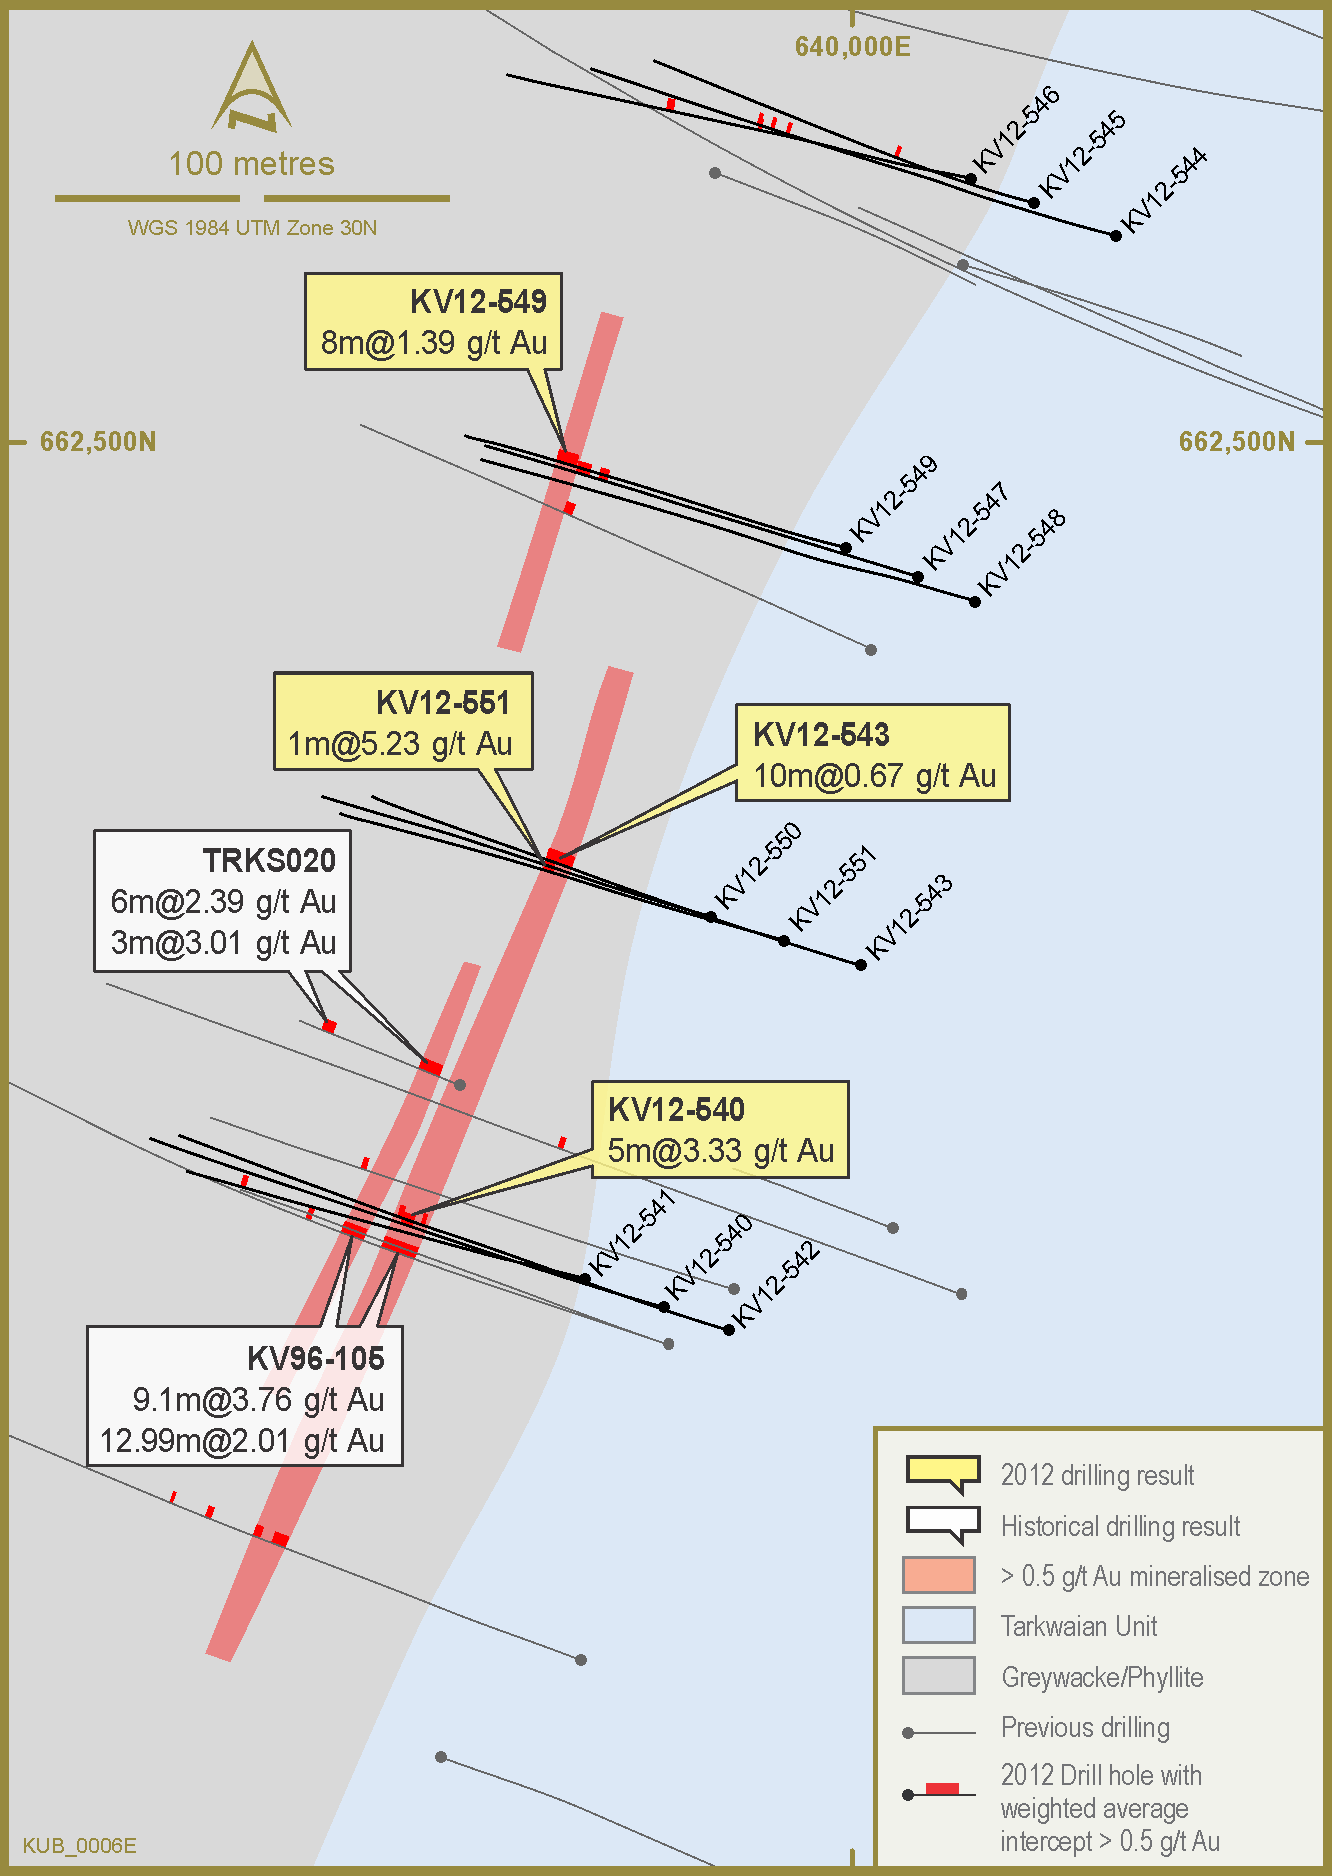 640,000E
100 metres
WGS 1984 UTM Zone 30N
KV12-546
KV12-545
KV12-544
KV12-549
8m@1.39 g/t Au
662,500N
662,500N
KV12-549
KV12-547
KV12-548
KV12-551
1m@5.23 g/t Au
KV12-543
10m@0.67 g/t Au
KV12-550
KV12-551
KV12-543
TRKS020
6m@2.39 g/t Au
3m@3.01 g/t Au
KV12-540
5m@3.33 g/t Au
KV12-541
KV12-540
KV12-542
KV96-105
9.1m@3.76 g/t Au
12.99m@2.01 g/t Au
2012 drilling result
Historical drilling result
> 0.5 g/t Au mineralised zone
Tarkwaian Unit
Greywacke/Phyllite
Previous drilling
2012 Drill hole with
weighted average
intercept > 0.5 g/t Au
KUB_0006E